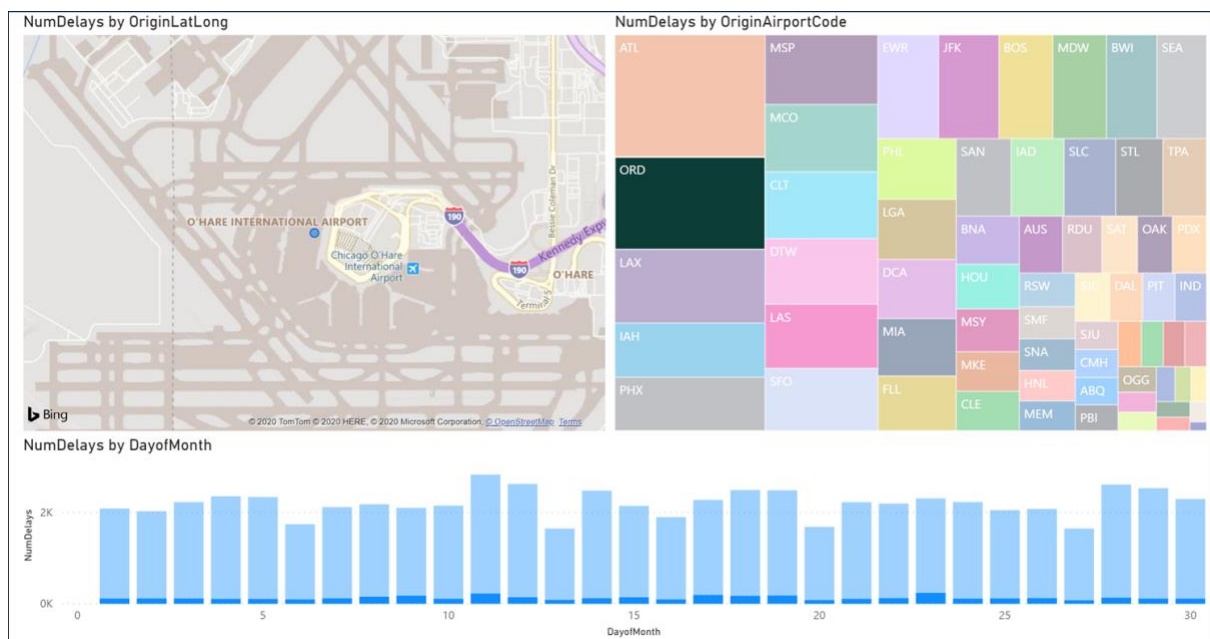 NumDelays by OriginLatLong
O'HARE INTERNATIONAL AIRPORT
Chicago O'Hare
International
Airport
190
190
Kennedy Expy
Bessie Coleman Dr
O'HARE
Terminal 5
Bing
© 2020 TomTom © 2020 HERE, © 2020 Microsoft Corporation, © OpenStreetMap Terms
NumDelays by OriginAirportCode
ATL
MSP
EWR
JFK
BOS
MDW
BWI
SEA
MCO
ORD
PHL
SAN
IAD
SLC
STL
TPA
CLT
LGA
BNA
AUS
RDU
SAT
OAK
PDX
LAX
DTW
DCA
HOU
RSW
SJC
DAL
PIT
IND
LAS
MIA
MSY
SMF
SJU
IAH
SNA
CMH
MKE
SFO
FLL
HNL
OGG
PHX
ABQ
CLE
MEM
PBI
NumDelays by DayofMonth
NumDelays
2K
0K
0
5
10
15
20
25
30
DayofMonth